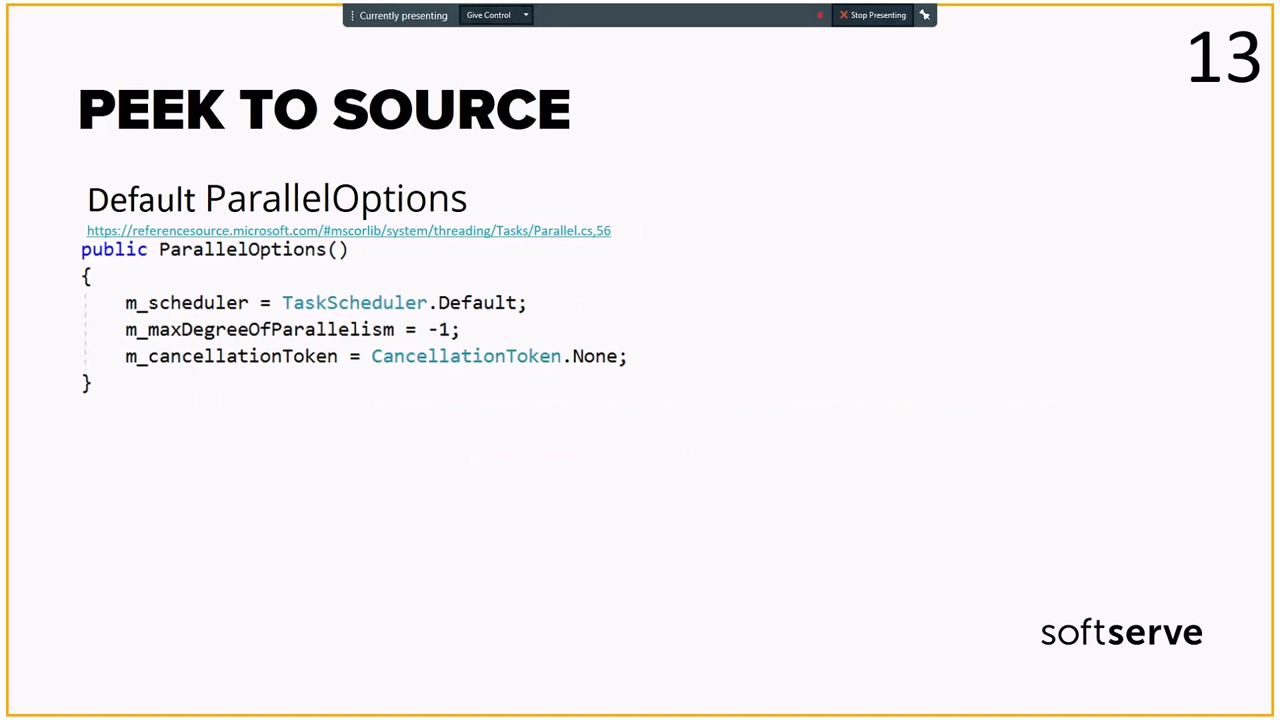 Currently presenting Give Control Stop Presenting
13
PEEK TO SOURCE
Default ParallelOptions
https://referencesource.microsoft.com/#mscorlib/system/threading/Tasks/Parallel.cs,56
public ParallelOptions()
{
m_scheduler = TaskScheduler.Default;
m_maxDegreeOfParallelism = -1;
m_cancellationToken = CancellationToken.None;
}
softserve